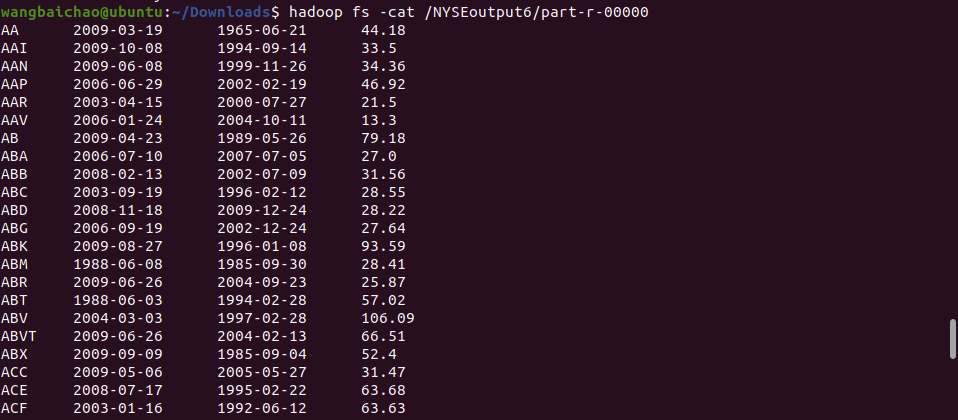 wangbaichao@ubuntu:~/Downloads$ hadoop fs -cat /NYSEoutput6/part-r-00000
AA 2009-03-19 1965-06-21 44.18
AAI 2009-10-08 1994-09-14 33.5
AAN 2009-06-08 1999-11-26 34.36
AAP 2006-06-29 2002-02-19 46.92
AAR 2003-04-15 2000-07-27 21.5
AAV 2006-01-24 2004-10-11 13.3
AB 2009-04-23 1989-05-26 79.18
ABA 2006-07-10 2007-07-05 27.0
ABB 2008-02-13 2002-07-09 31.56
ABC 2003-09-19 1996-02-12 28.55
ABD 2008-11-18 2009-12-24 28.22
ABG 2006-09-19 2002-12-24 27.64
ABK 2009-08-27 1996-01-08 93.59
ABM 1988-06-08 1985-09-30 28.41
ABR 2009-06-26 2004-09-23 25.87
ABT 1988-06-03 1994-02-28 57.02
ABV 2004-03-03 1997-02-28 106.09
ABVT 2009-06-26 2004-02-13 66.51
ABX 2009-09-09 1985-09-04 52.4
ACC 2009-05-06 2005-05-27 31.47
ACE 2008-07-17 1995-02-22 63.68
ACF 2003-01-16 1992-06-12 63.63